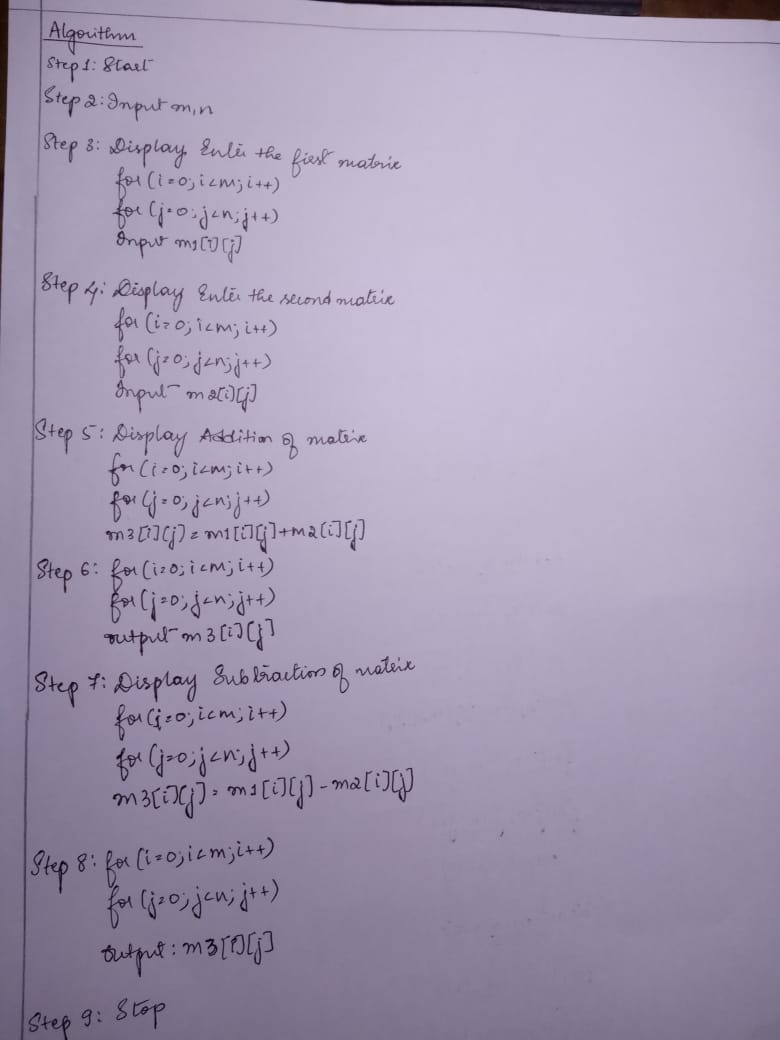 Algorithm
Step 1: Start
Step 2: Input m,n
Step 3: Display Enter the first matrix
for (i=0; i<m; i++)
for (j=0; j<n; j++)
Input m1[i][j]
Step 4: Display Enter the second matrix
for (i=0; i<m; i++)
for (j=0; j<n; j++)
Input m2[i][j]
Step 5: Display Addition of matrix
for (i=0; i<m; i++)
for (j=0; j<n; j++)
m3[i][j] = m1[i][j]+m2[i][j]
Step 6: for (i=0; i<m; i++)
for (j=0; j<n; j++)
output m3[i][j]
Step 7: Display Subtraction of matrix
for (i=0; i<m; i++)
for (j=0; j<n; j++)
m3[i][j] = m1[i][j] - m2[i][j]
Step 8: for (i=0; i<m; i++)
for (j=0; j<n; j++)
output: m3[i][j]
Step 9: Stop